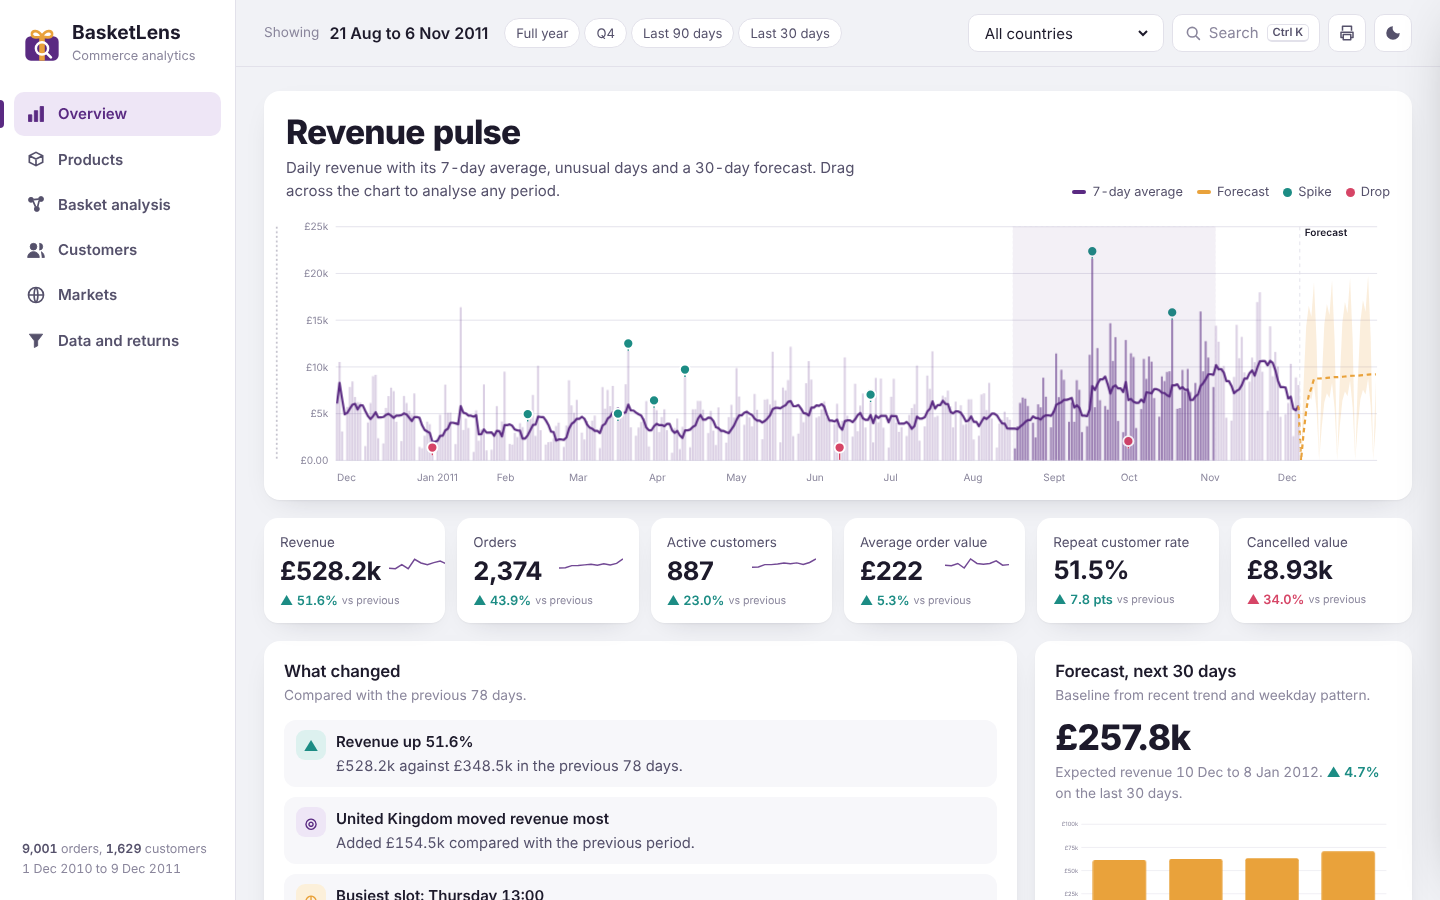 BasketLens
Commerce analytics
Overview
Products
Basket analysis
Customers
Markets
Data and returns
9,001 orders, 1,629 customers
1 Dec 2010 to 9 Dec 2011
Showing 21 Aug to 6 Nov 2011 Full year Q4 Last 90 days Last 30 days All countries Search Ctrl K
Revenue pulse
Daily revenue with its 7-day average, unusual days and a 30-day forecast. Drag
across the chart to analyse any period.
7-day average Forecast Spike Drop
£25k
£20k
£15k
£10k
£5k
£0.00
Forecast
Dec Jan 2011 Feb Mar Apr May Jun Jul Aug Sept Oct Nov Dec
Revenue
£528.2k
▲ 51.6% vs previous
Orders
2,374
▲ 43.9% vs previous
Active customers
887
▲ 23.0% vs previous
Average order value
£222
▲ 5.3% vs previous
Repeat customer rate
51.5%
▲ 7.8 pts vs previous
Cancelled value
£8.93k
▲ 34.0% vs previous
What changed
Compared with the previous 78 days.
▲ Revenue up 51.6%
£528.2k against £348.5k in the previous 78 days.
◎ United Kingdom moved revenue most
Added £154.5k compared with the previous period.
Busiest slot: Thursday 13:00
Forecast, next 30 days
Baseline from recent trend and weekday pattern.
£257.8k
Expected revenue 10 Dec to 8 Jan 2012. ▲ 4.7%
on the last 30 days.
£100k
£75k
£50k
£25k